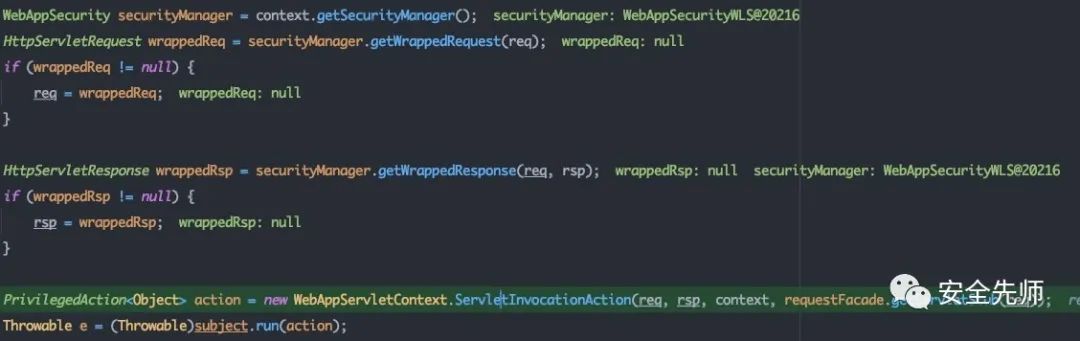 WebAppSecurity securityManager = context.getSecurityManager(); securityManager: WebAppSecurityWLS@20216
HttpServletRequest wrappedReq = securityManager.getWrappedRequest(req); wrappedReq: null
if (wrappedReq != null) {
req = wrappedReq; wrappedReq: null
}
HttpServletResponse wrappedRsp = securityManager.getWrappedResponse(req, rsp); wrappedRsp: null securityManager: WebAppSecurityWLS@20216
if (wrappedRsp != null) {
rsp = wrappedRsp; wrappedRsp: null
}
PrivilegedAction<Object> action = new WebAppServletContext.ServletInvocationAction(req, rsp, context, requestFacade.
安全先师
Throwable e = (Throwable)subject.run(action);